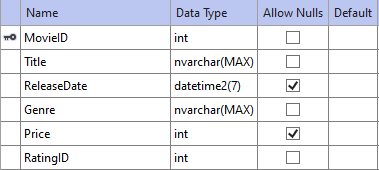 Name Data Type Allow Nulls Default
MovieID int
Title nvarchar(MAX)
ReleaseDate datetime2(7)
Genre nvarchar(MAX)
Price int
RatingID int